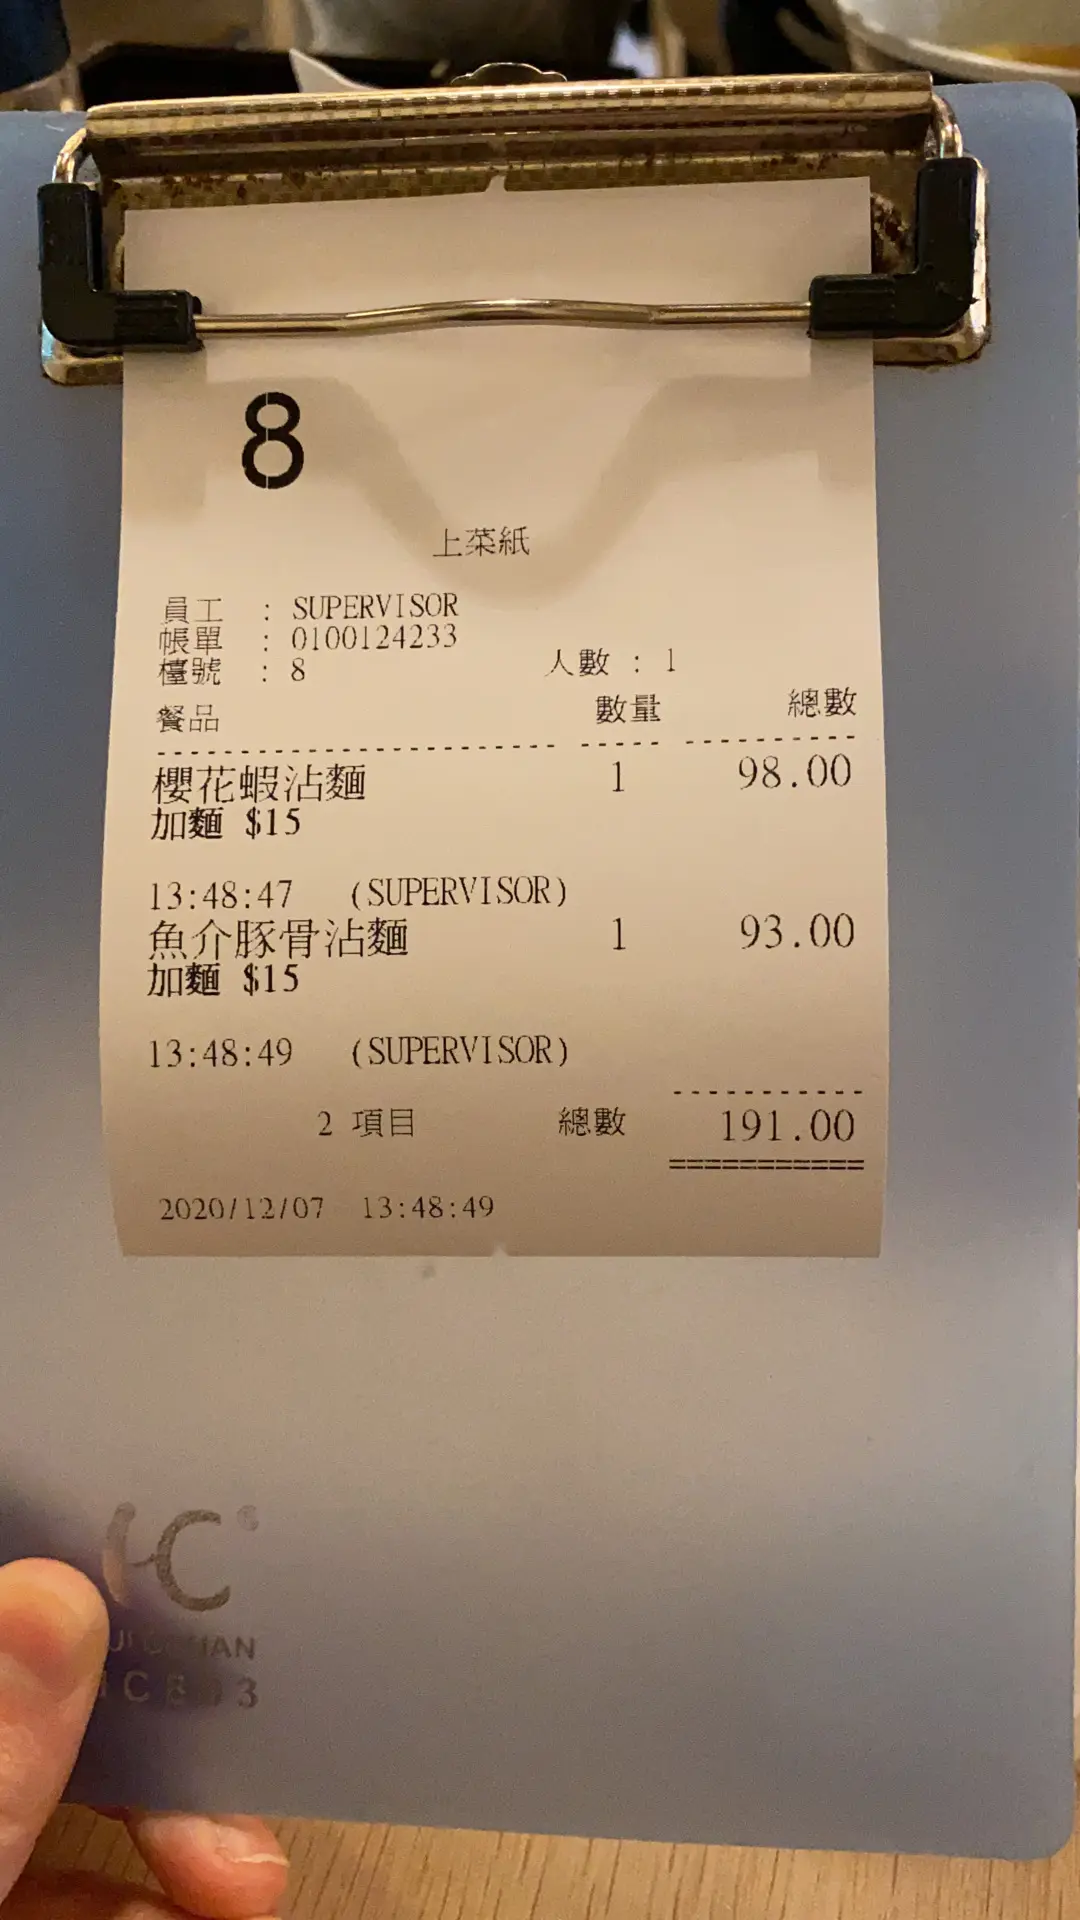 8
上菜紙
員工 : SUPERVISOR
帳單 : 0100124233
檯號 : 8 人數 : 1
餐品 數量 總數
櫻花蝦沾麵 1 98.00
加麵 $15
13:48:47 (SUPERVISOR)
魚介豚骨沾麵 1 93.00
加麵 $15
13:48:49 (SUPERVISOR)
2 項目 總數 191.00
2020/12/07 13:48:49